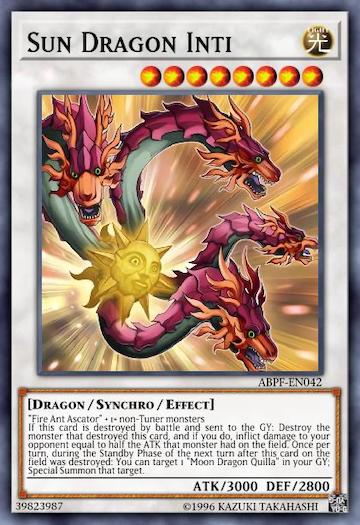 SUN DRAGON INTI
LIGHT
光
ABPF-EN042
[DRAGON / SYNCHRO / EFFECT]
"Fire Ant Ascator" + 1+ non-Tuner monsters
If this card is destroyed by battle and sent to the GY: Destroy the
monster that destroyed this card, and if you do, inflict damage to your
opponent equal to half the ATK that monster had on the field. Once per
turn, during the Standby Phase of the next turn after this card on the
field was destroyed: You can target 1 "Moon Dragon Quilla" in your GY;
Special Summon that target.
ATK/3000 DEF/2800
39823987
©1996 KAZUKI TAKAHASHI